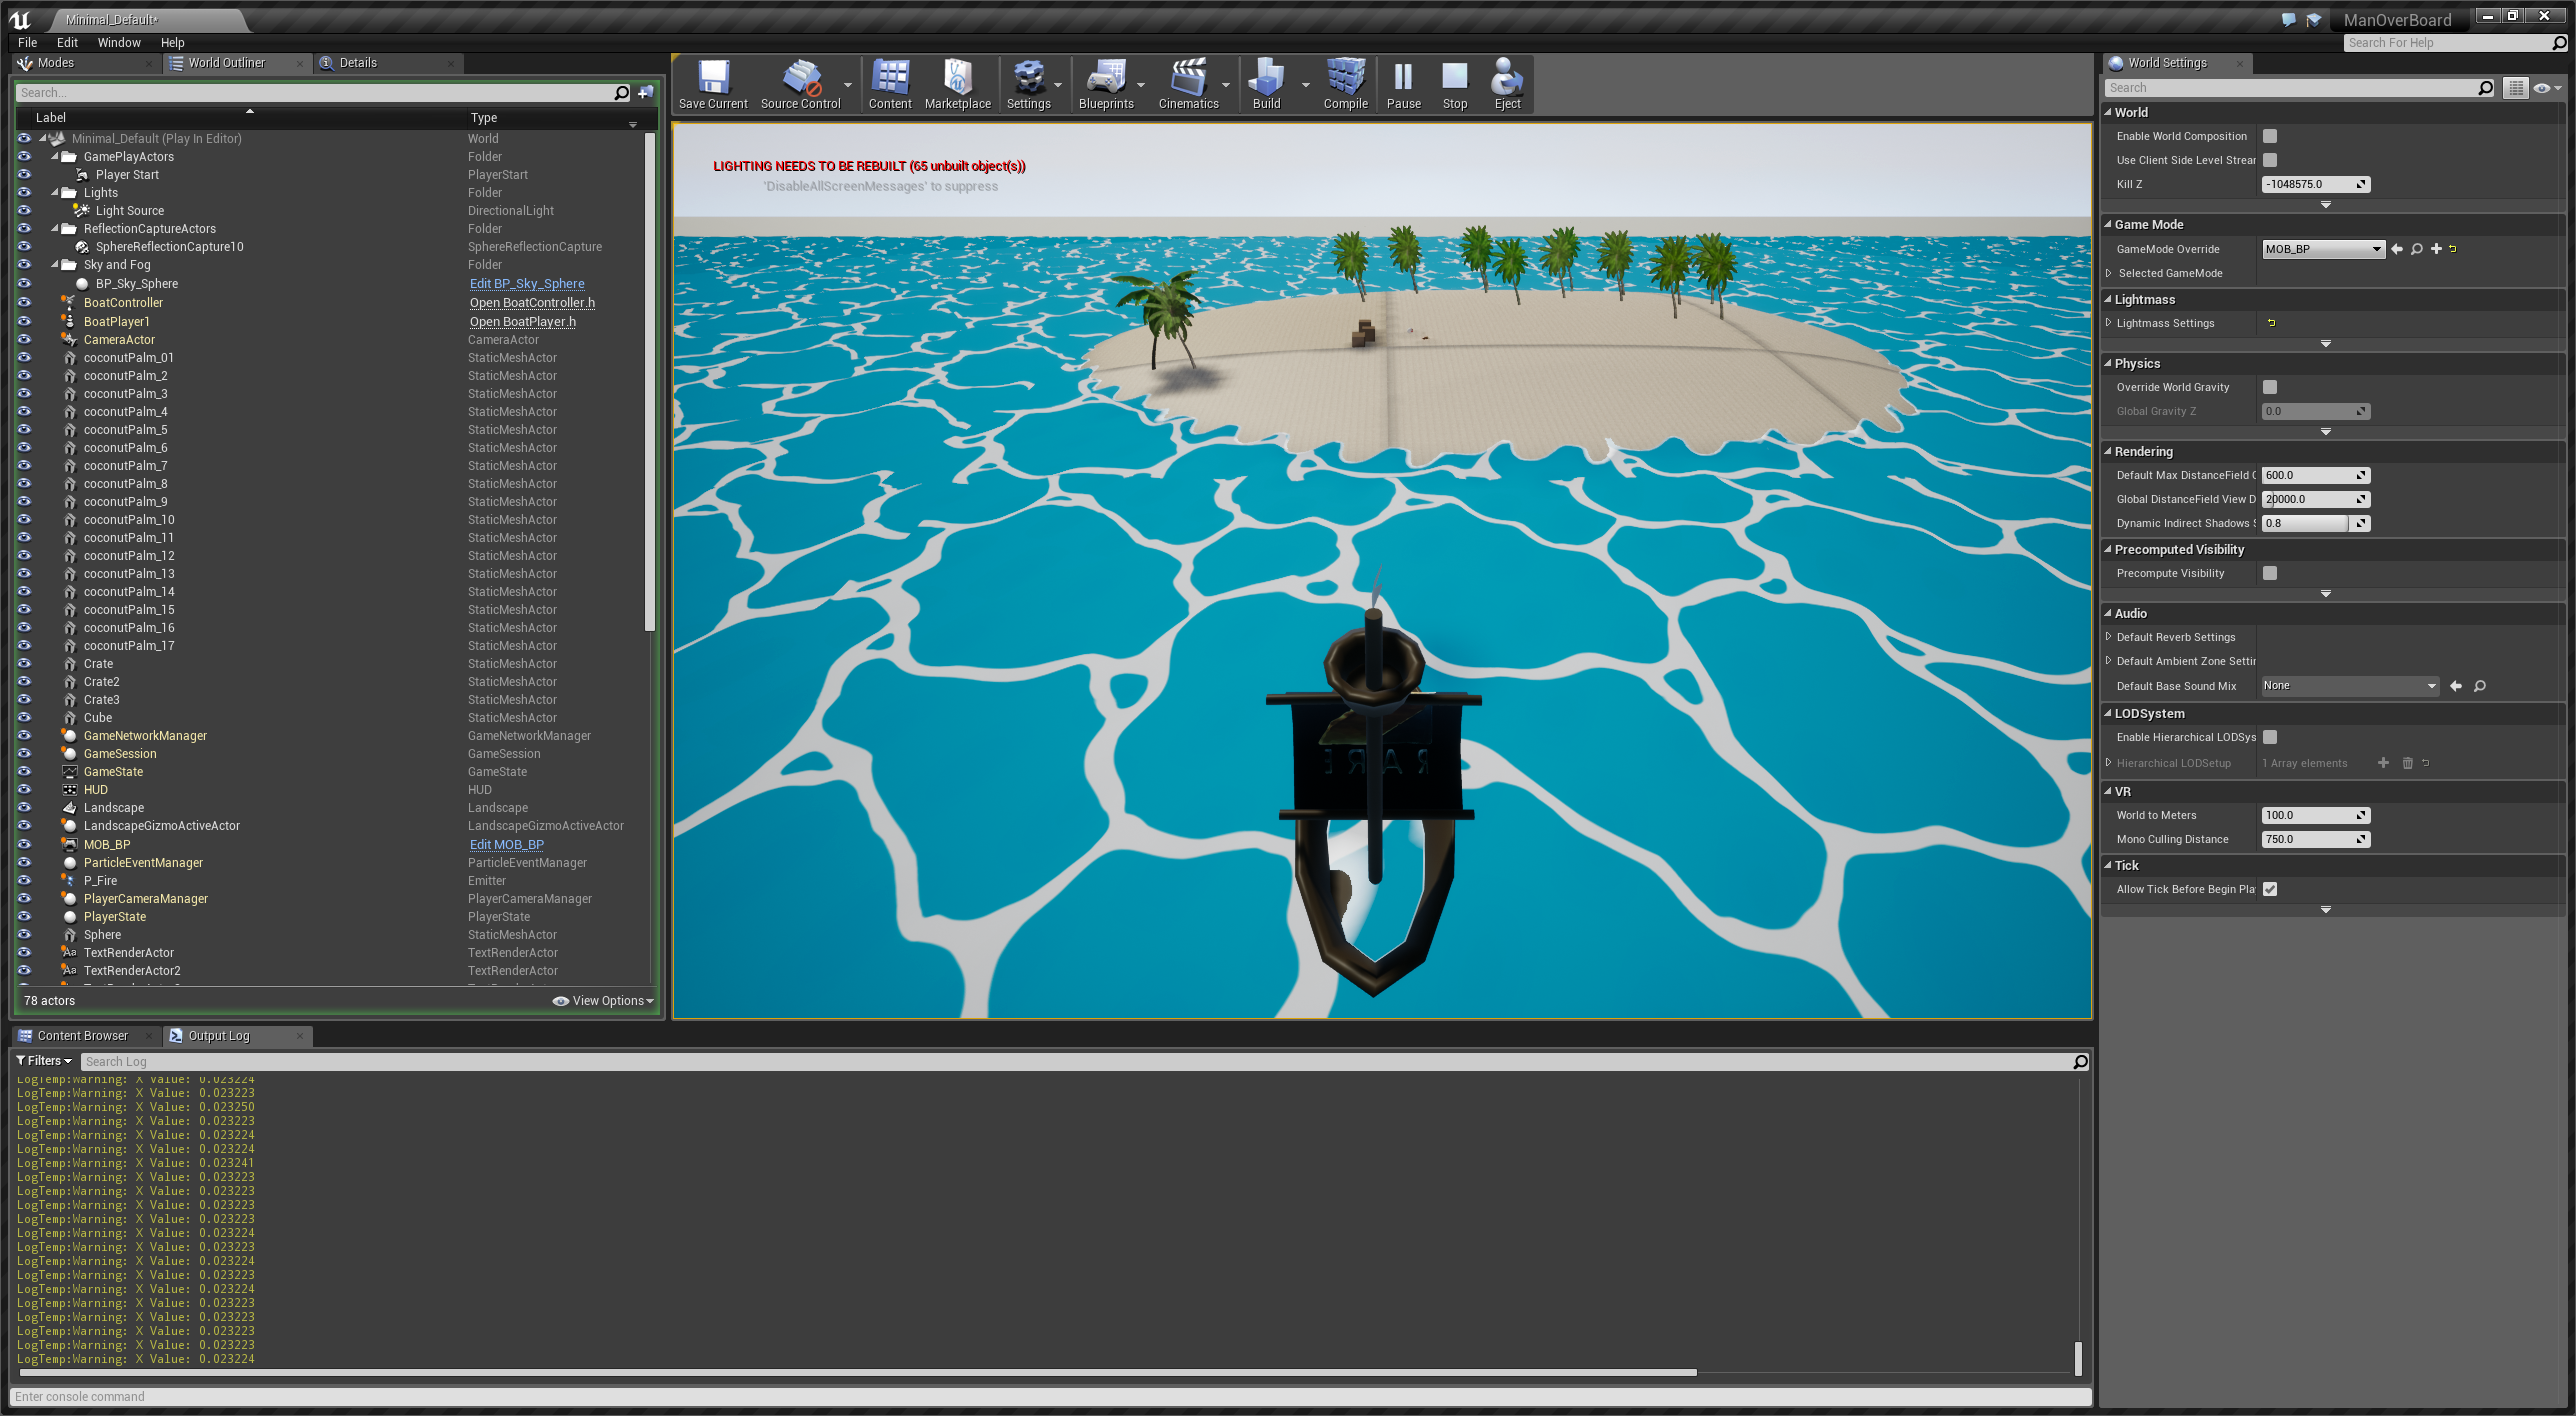 Minimal_Default*
ManOverBoard
File Edit Window Help
Search For Help
Modes
World Outliner
Details
Search...
Label Type
Minimal_Default (Play In Editor) World
GamePlayActors Folder
Player Start PlayerStart
Lights Folder
Light Source DirectionalLight
ReflectionCaptureActors Folder
SphereReflectionCapture10 SphereReflectionCapture
Sky and Fog Folder
BP_Sky_Sphere Edit BP_Sky_Sphere
BoatController Open BoatController.h
BoatPlayer1 Open BoatPlayer.h
CameraActor CameraActor
coconutPalm_01 StaticMeshActor
coconutPalm_2 StaticMeshActor
coconutPalm_3 StaticMeshActor
coconutPalm_4 StaticMeshActor
coconutPalm_5 StaticMeshActor
coconutPalm_6 StaticMeshActor
coconutPalm_7 StaticMeshActor
coconutPalm_8 StaticMeshActor
coconutPalm_9 StaticMeshActor
coconutPalm_10 StaticMeshActor
coconutPalm_11 StaticMeshActor
coconutPalm_12 StaticMeshActor
coconutPalm_13 StaticMeshActor
coconutPalm_14 StaticMeshActor
coconutPalm_15 StaticMeshActor
coconutPalm_16 StaticMeshActor
coconutPalm_17 StaticMeshActor
Crate StaticMeshActor
Crate2 StaticMeshActor
Crate3 StaticMeshActor
Cube StaticMeshActor
GameNetworkManager GameNetworkManager
GameSession GameSession
GameState GameState
HUD HUD
Landscape Landscape
LandscapeGizmoActiveActor LandscapeGizmoActiveActor
MOB_BP Edit MOB_BP
ParticleEventManager ParticleEventManager
P_Fire Emitter
PlayerCameraManager PlayerCameraManager
PlayerState PlayerState
Sphere StaticMeshActor
TextRenderActor TextRenderActor
TextRenderActor2 TextRenderActor
78 actors View Options
Save Current Source Control Content Marketplace Settings Blueprints Cinematics Build Compile Pause Stop Eject
LIGHTING NEEDS TO BE REBUILT (65 unbuilt object(s))
'DisableAllScreenMessages' to suppress
World Settings
Search
World
Enable World Composition
Use Client Side Level Strear
Kill Z -1048575.0
Game Mode
GameMode Override MOB_BP
Selected GameMode
Lightmass
Lightmass Settings
Physics
Override World Gravity
Global Gravity Z 0.0
Rendering
Default Max DistanceField 600.0
Global DistanceField View D 20000.0
Dynamic Indirect Shadows 0.8
Precomputed Visibility
Precompute Visibility
Audio
Default Reverb Settings
Default Ambient Zone Settin
Default Base Sound Mix None
LODSystem
Enable Hierarchical LODSys
Hierarchical LODSetup 1 Array elements
VR
World to Meters 100.0
Mono Culling Distance 750.0
Tick
Allow Tick Before Begin Pla
Content Browser
Output Log
Filters Search Log
LogTemp:Warning: X Value: 0.023224
LogTemp:Warning: X Value: 0.023223
LogTemp:Warning: X Value: 0.023250
LogTemp:Warning: X Value: 0.023223
LogTemp:Warning: X Value: 0.023224
LogTemp:Warning: X Value: 0.023224
LogTemp:Warning: X Value: 0.023241
LogTemp:Warning: X Value: 0.023223
LogTemp:Warning: X Value: 0.023223
LogTemp:Warning: X Value: 0.023223
LogTemp:Warning: X Value: 0.023223
LogTemp:Warning: X Value: 0.023224
LogTemp:Warning: X Value: 0.023223
LogTemp:Warning: X Value: 0.023224
LogTemp:Warning: X Value: 0.023223
LogTemp:Warning: X Value: 0.023224
LogTemp:Warning: X Value: 0.023223
LogTemp:Warning: X Value: 0.023223
LogTemp:Warning: X Value: 0.023223
LogTemp:Warning: X Value: 0.023223
LogTemp:Warning: X Value: 0.023224
Enter console command